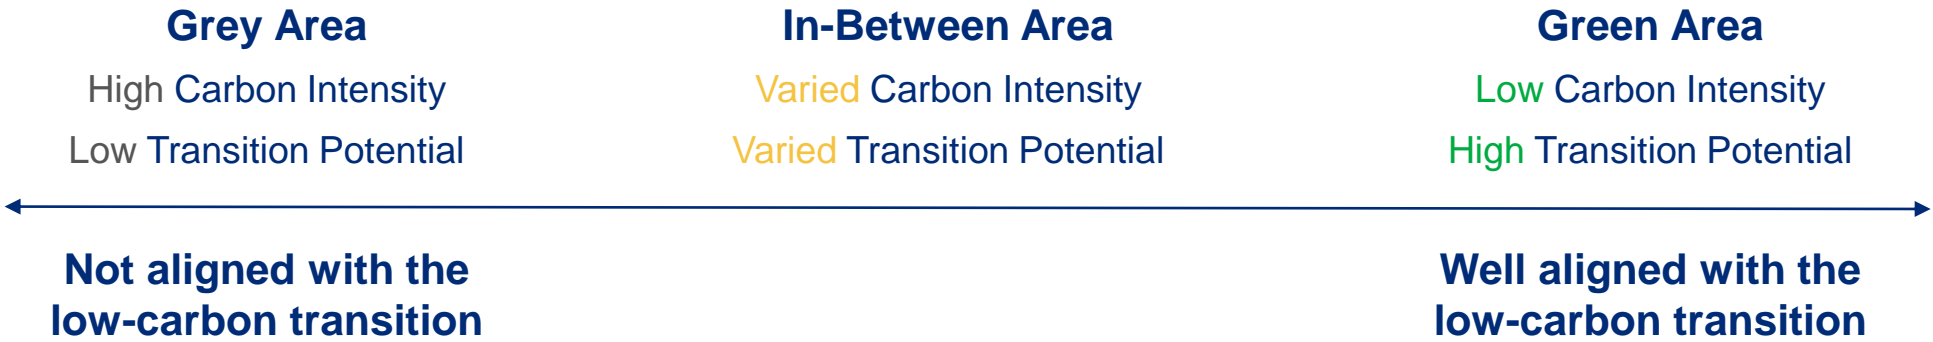 Grey Area
High Carbon Intensity
Low Transition Potential
In-Between Area
Varied Carbon Intensity
Varied Transition Potential
Green Area
Low Carbon Intensity
High Transition Potential
Not aligned with the
low-carbon transition
Well aligned with the
low-carbon transition